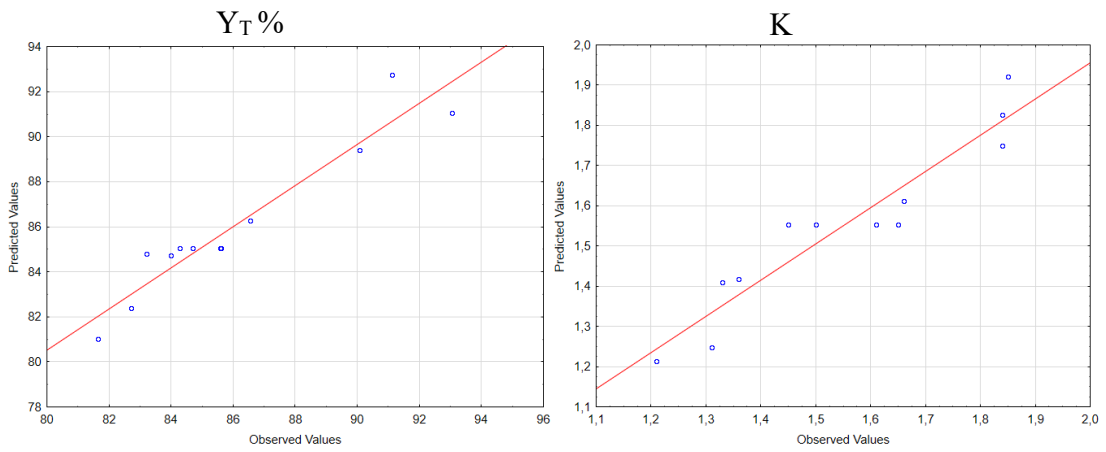 Y_T %
K
Predicted Values
94
92
90
88
86
84
82
80
78
80 82 84 86 88 90 92 94 96
Observed Values
Predicted Values
2,0
1,9
1,8
1,7
1,6
1,5
1,4
1,3
1,2
1,1
1,1 1,2 1,3 1,4 1,5 1,6 1,7 1,8 1,9 2,0
Observed Values